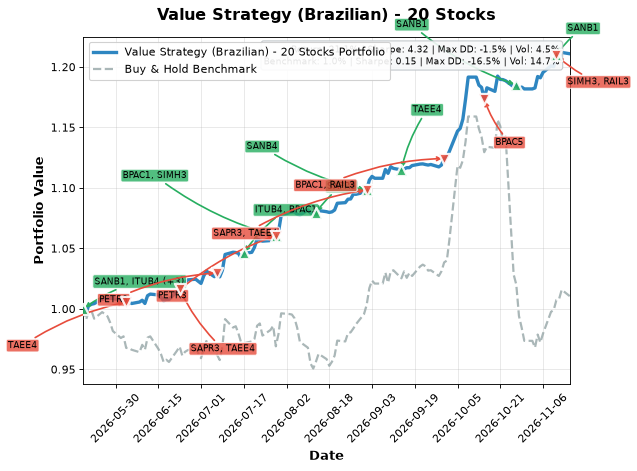 Value Strategy (Brazilian) - 20 Stocks
SANB1
SANB1
Value Strategy (Brazilian) - 20 Stocks Portfolio
Buy & Hold Benchmark
4.32 | Max DD: -1.5% | Vol: 4.5%
Benchmark: 1.0% | Sharpe: 0.15 | Max DD: -16.5% | Vol: 14.7%
SIMH3, RAIL3
TAEE4
BPAC5
SANB4
BPAC1, SIMH3
BPAC1, RAIL3
ITUB4, BPAC1
SAPR3, TAEE4
SANB1, ITUB4 (+3)
PETR3
TAEE4
SAPR3, TAEE4
1.20
1.15
1.10
1.05
1.00
0.95
Portfolio Value
2026-05-30
2026-06-15
2026-07-01
2026-07-17
2026-08-02
2026-08-18
2026-09-03
2026-09-19
2026-10-05
2026-10-21
2026-11-06
Date